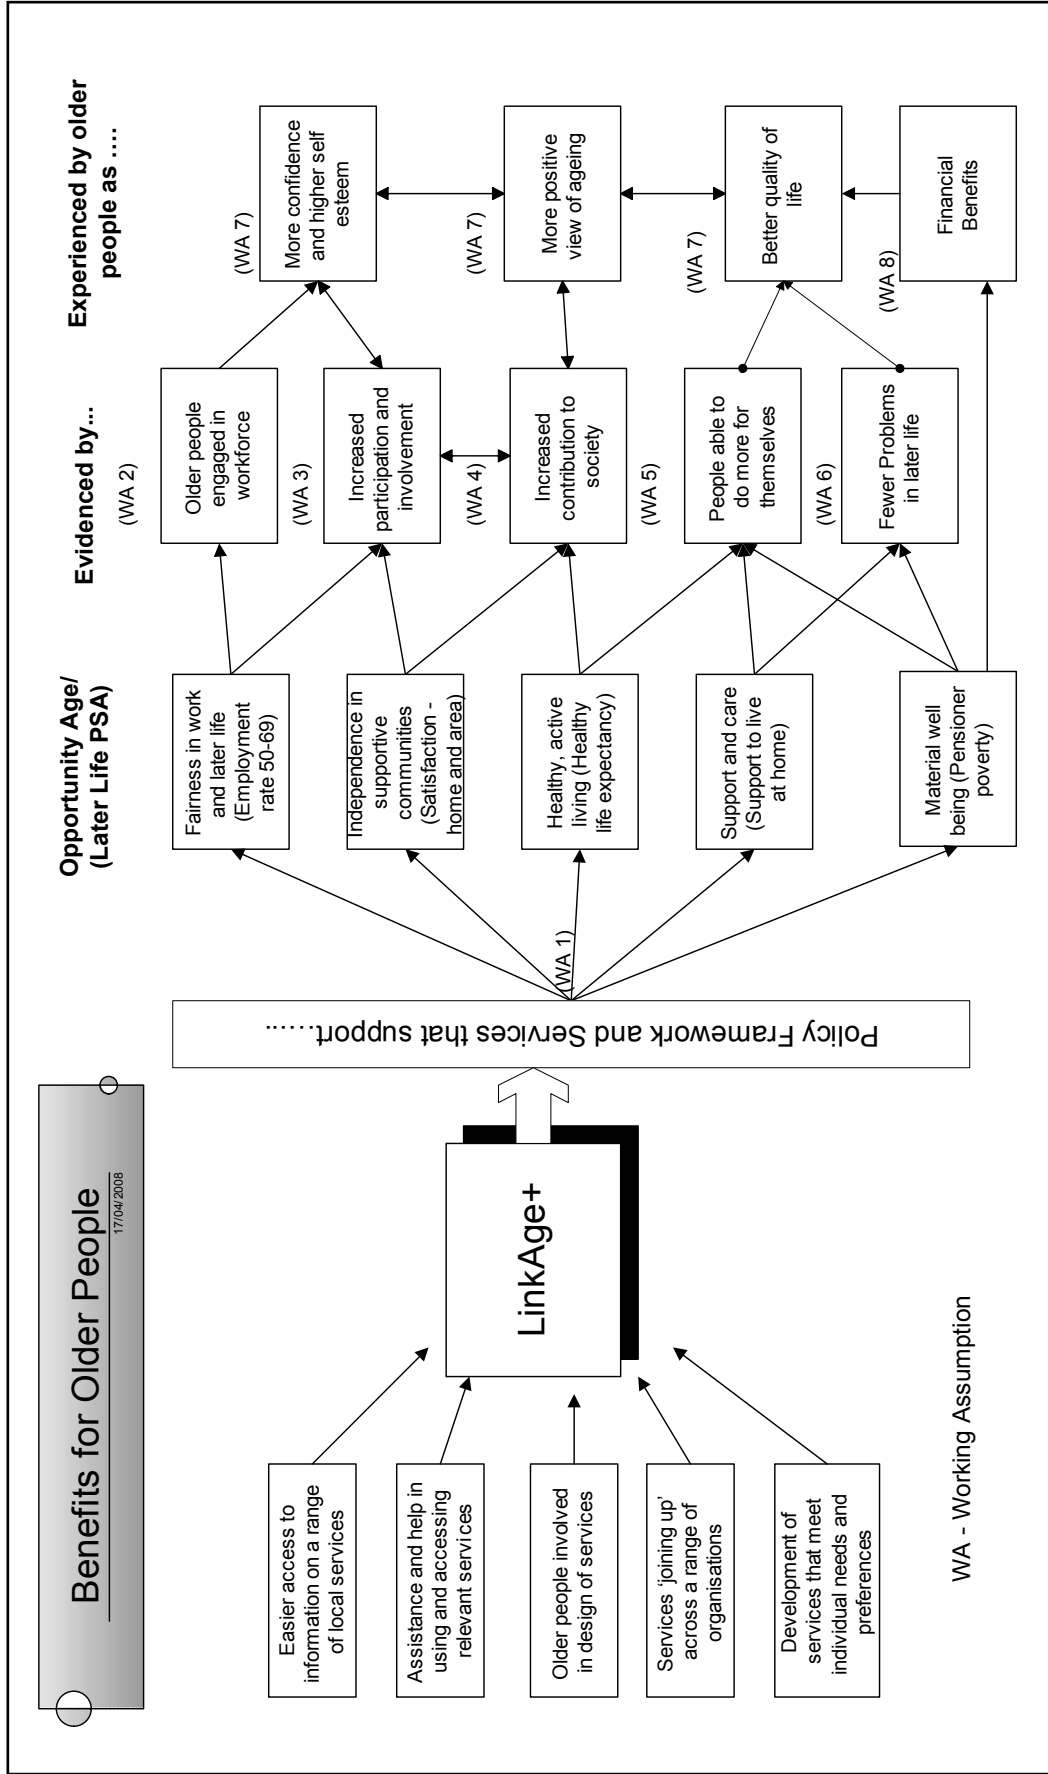 Benefits for Older People
17/04/2008
Easier access to
information on a range
of local services
Assistance and help in
using and accessing
relevant services
Older people involved
in design of services
Services ‘joining up’
across a range of
organisations
Development of
services that meet
individual needs and
preferences
LinkAge+
WA - Working Assumption
Policy Framework and Services that support…....
(WA 1)
Opportunity Age/
(Later Life PSA)
Fairness in work
and later life
(Employment
rate 50-69)
Independence in
supportive
communities
(Satisfaction -
home and area)
Healthy, active
living (Healthy
life expectancy)
Support and care
(Support to live
at home)
Material well
being (Pensioner
poverty)
Evidenced by...
(WA 2)
Older people
engaged in
workforce
(WA 3)
Increased
participation and
involvement
(WA 4)
Increased
contribution to
society
(WA 5)
People able to
do more for
themselves
(WA 6)
Fewer Problems
in later life
Experienced by older
people as ….
(WA 7)
More confidence
and higher self
esteem
(WA 7)
More positive
view of ageing
(WA 7)
Better quality of
life
(WA 8)
Financial
Benefits